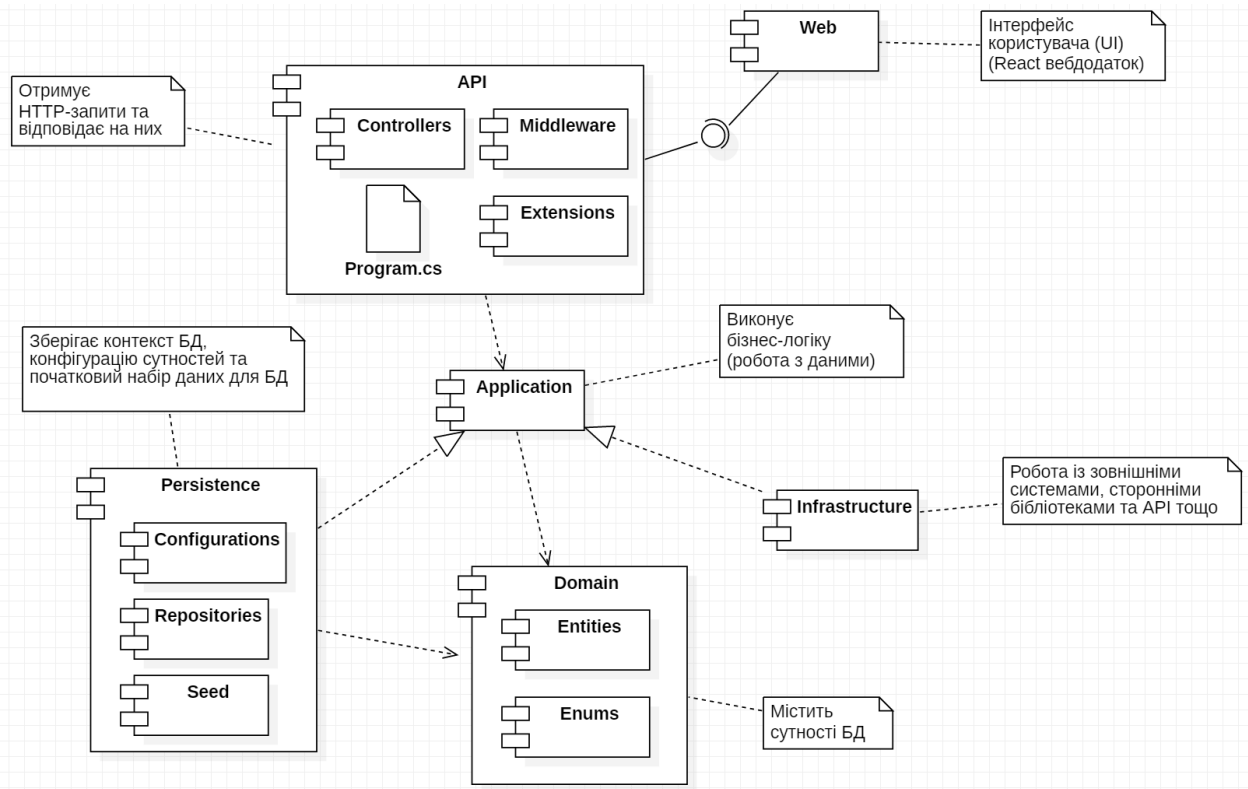 Web
Інтерфейс
користувача (UI)
(React вебдодаток)
Отримує
HTTP-запити та
відповідає на них
API
Controllers
Middleware
Extensions
Program.cs
Зберігає контекст БД,
конфігурацію сутностей та
початковий набір даних для БД
Application
Виконує
бізнес-логіку
(робота з даними)
Persistence
Configurations
Repositories
Seed
Infrastructure
Робота із зовнішніми
системами, сторонніми
бібліотеками та API тощо
Domain
Entities
Enums
Містить
сутності БД